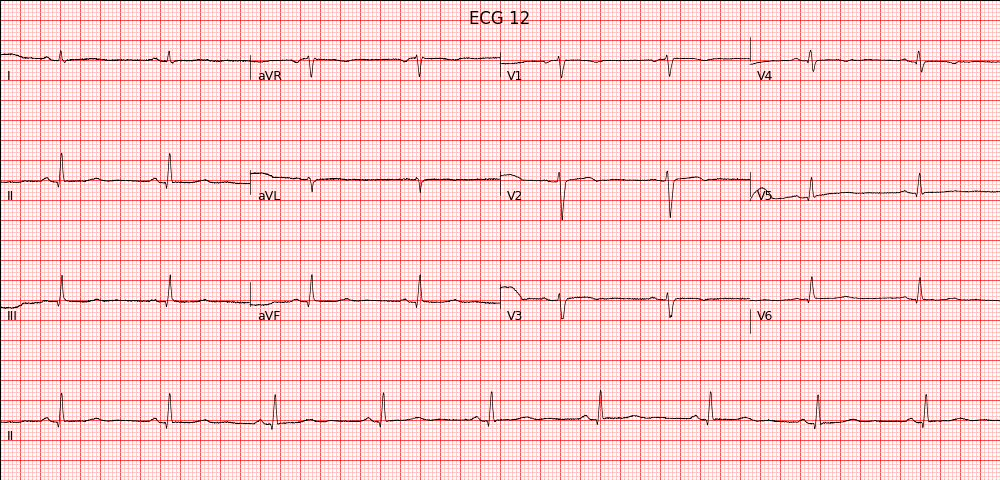 ECG 12
I aVR V1 V4
II aVL V2 V5
III aVF V3 V6
II